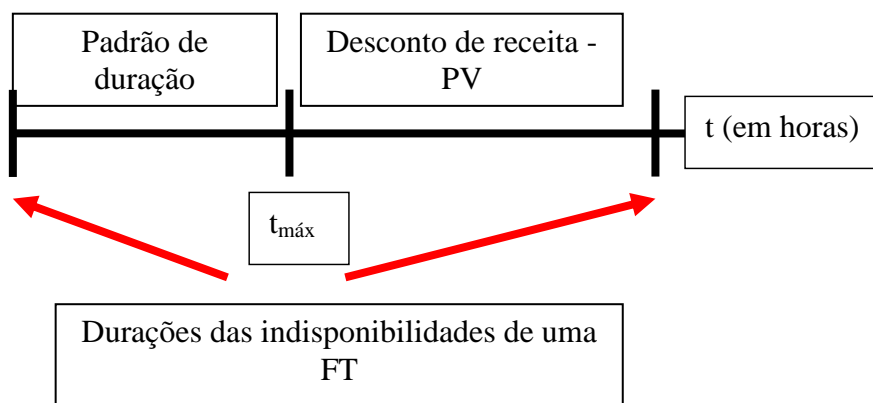 Padrão de
duração
Desconto de receita -
PV
t (em horas)
tmáx
Durações das indisponibilidades de uma
FT